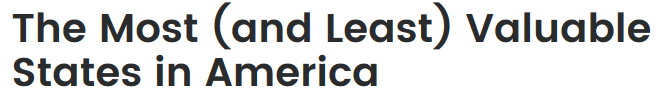 The Most (and Least) Valuable
States in America